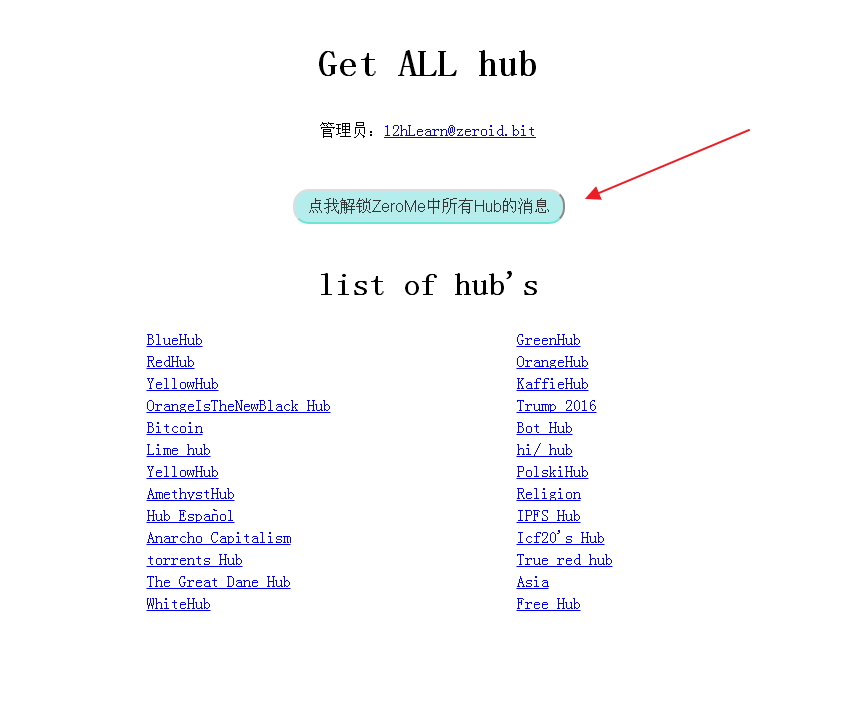 Get ALL hub
管理员：12hLearn@zeroid.bit
点我解锁ZeroMe中所有Hub的消息
list of hub's
BlueHub GreenHub
RedHub OrangeHub
YellowHub KaffieHub
OrangeIsTheNewBlack Hub Trump 2016
Bitcoin Bot Hub
Lime hub hi/ hub
YellowHub PolskiHub
AmethystHub Religion
Hub Español IPFS Hub
Anarcho Capitalism Icf20's Hub
torrents Hub True red hub
The Great Dane Hub Asia
WhiteHub Free Hub